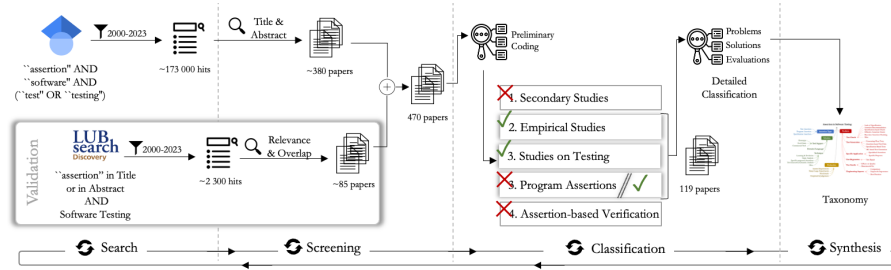 2000-2023
~173 000 hits
``assertion" AND
``software" AND
(``test" OR ``testing")
Title &
Abstract
~380 papers
Validation
LUB
search
Discovery
2000-2023
~2 300 hits
``assertion" in Title
or in Abstract
AND
Software Testing
Relevance
& Overlap
~85 papers
470 papers
Preliminary
Coding
1. Secondary Studies
2. Empirical Studies
3. Studies on Testing
3. Program Assertions
4. Assertion-based Verification
119 papers
Problems
Solutions
Evaluations
Detailed
Classification
Taxonomy
Search
Screening
Classification
Synthesis